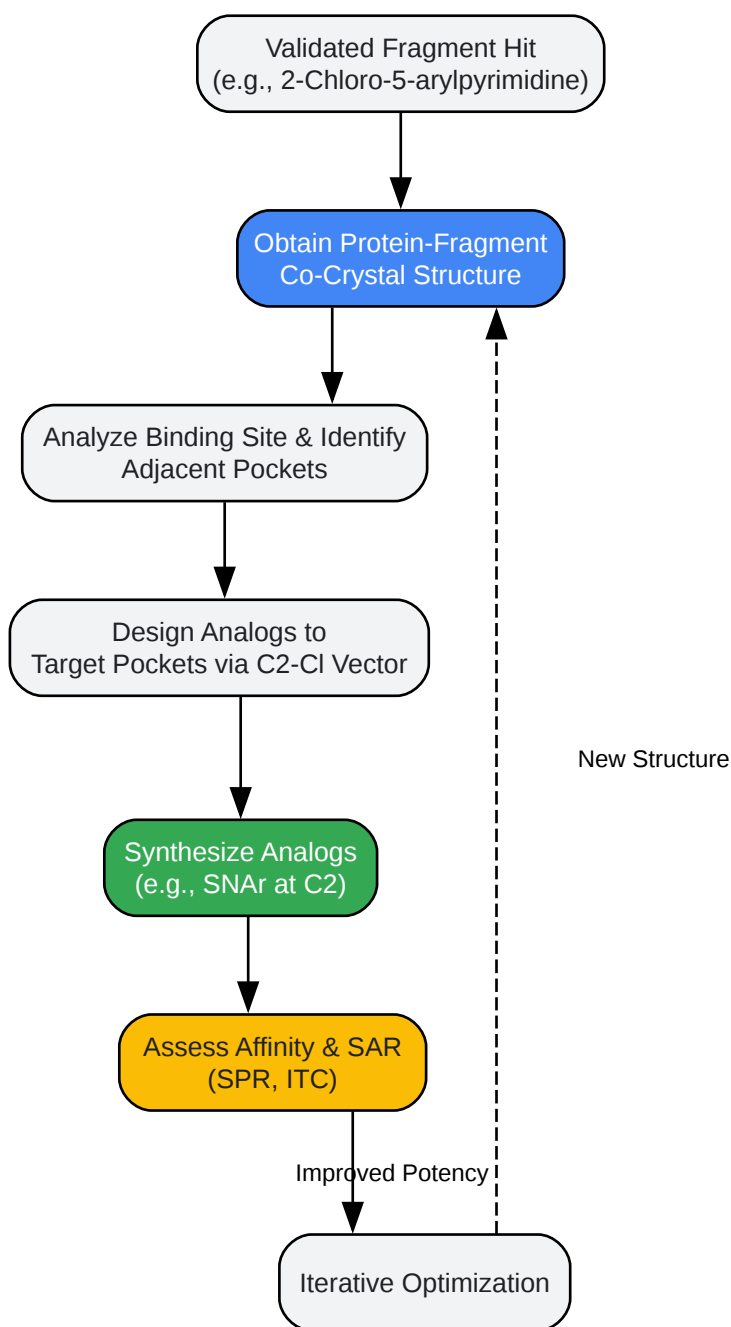 Validated Fragment Hit
(e.g., 2-Chloro-5-arylpyrimidine)
Obtain Protein-Fragment
Co-Crystal Structure
Analyze Binding Site & Identify
Adjacent Pockets
Design Analogs to
Target Pockets via C2-Cl Vector
New Structure
Synthesize Analogs
(e.g., SNAr at C2)
Assess Affinity & SAR
(SPR, ITC)
Improved Potency
Iterative Optimization